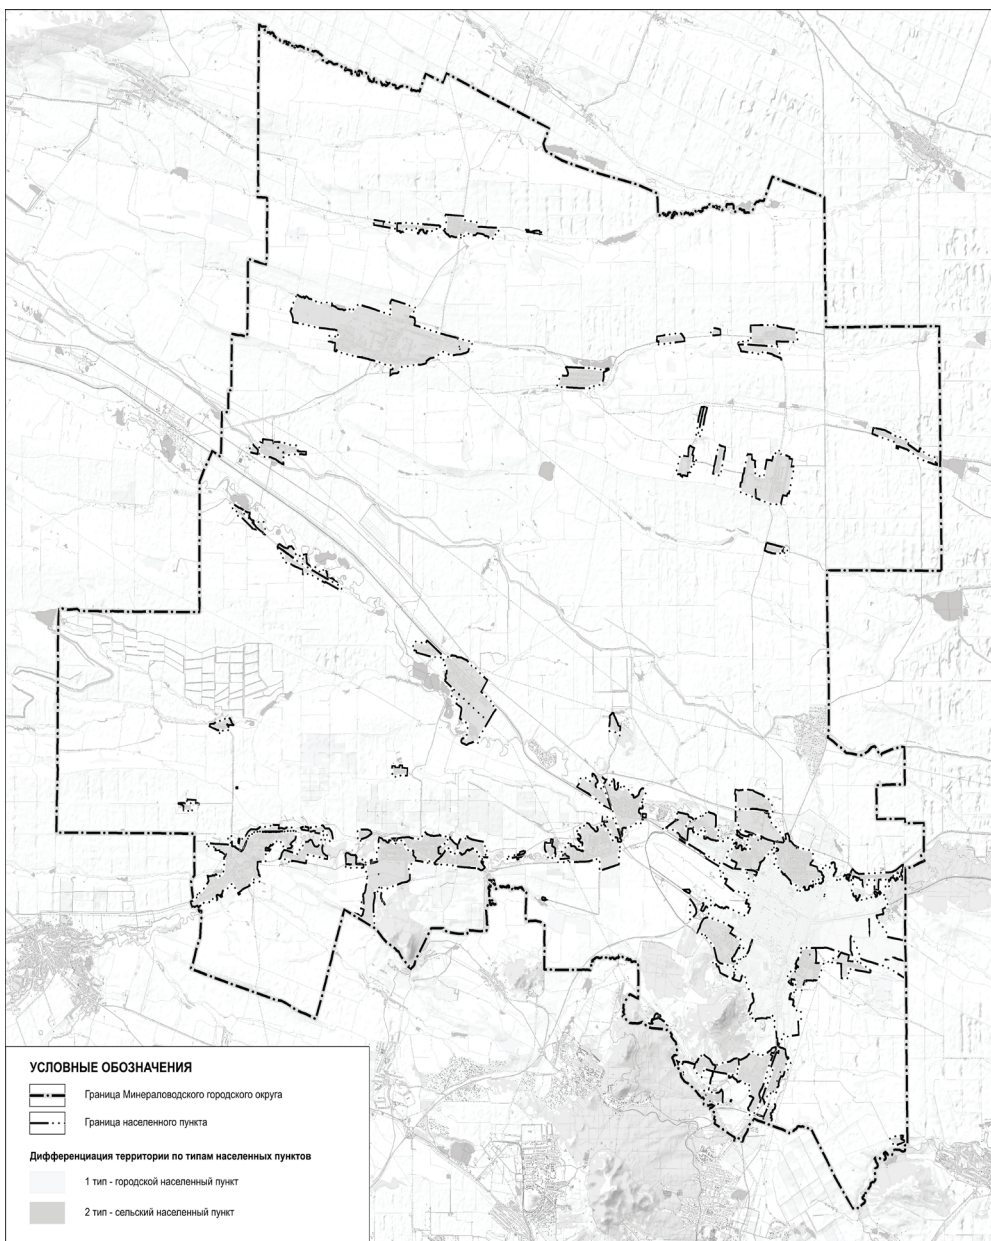 УСЛОВНЫЕ ОБОЗНАЧЕНИЯ
Граница Минераловодского городского округа
Граница населенного пункта
Дифференциация территории по типам населенных пунктов
1 тип - городской населенный пункт
2 тип - сельский населенный пункт